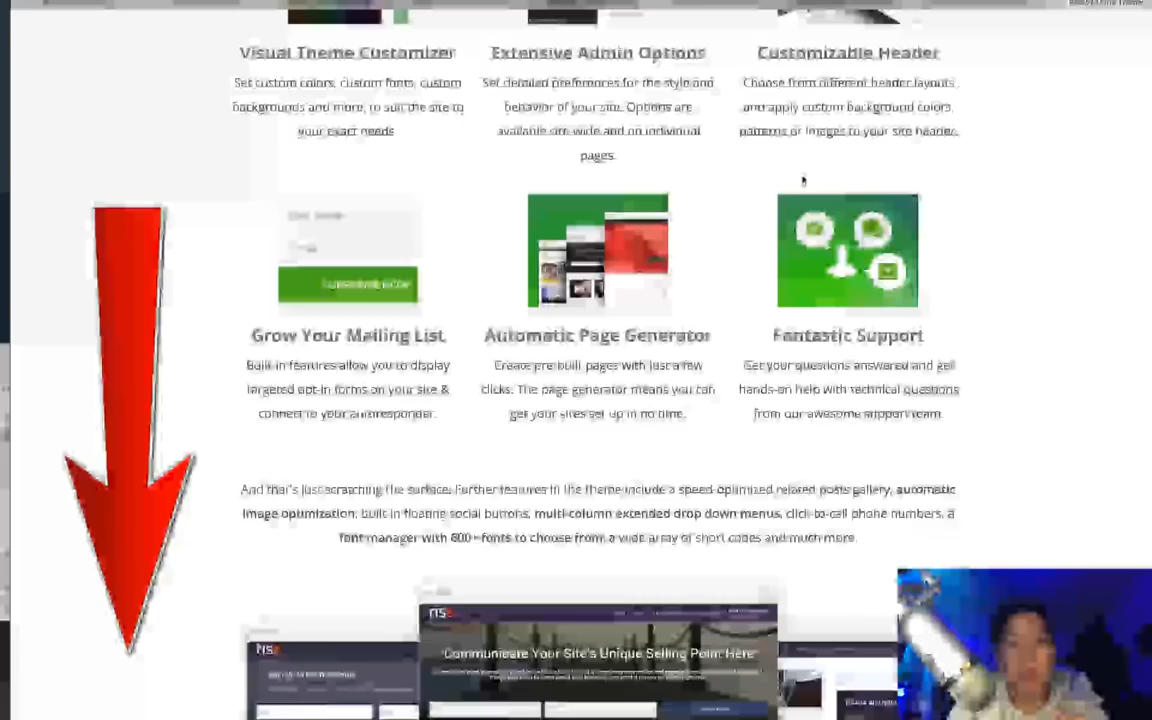 Visual Theme Customizer
Set custom colors, custom fonts, custom
backgrounds and more, to suit the site to
your exact needs
Extensive Admin Options
Set detailed preferences for the style and
behavior of your site. Options are
available site wide and on individual
pages.
Customizable Header
Choose from different header layouts,
and apply custom background colors,
patterns or images to your site header.
SUBSCRIBE NOW
Grow Your Mailing List
Built-in features allow you to display
targeted opt-in forms on your site &
connect to your autoresponder.
Automatic Page Generator
Create pre built pages with just a few
clicks. The page generator means you can
get your sites set up in no time.
Fantastic Support
Get your questions answered and get
hands-on help with technical questions
from our awesome support team.
And that's just scratching the surface. Further features in the theme include a speed-optimized related posts gallery, automatic
image optimization, built-in floating social buttons, multi-column extended drop down menus, click-to-call phone numbers, a
font manager with 800+ fonts to choose from, a wide array of short codes and much more.
Communicate Your Site's Unique Selling Point Here